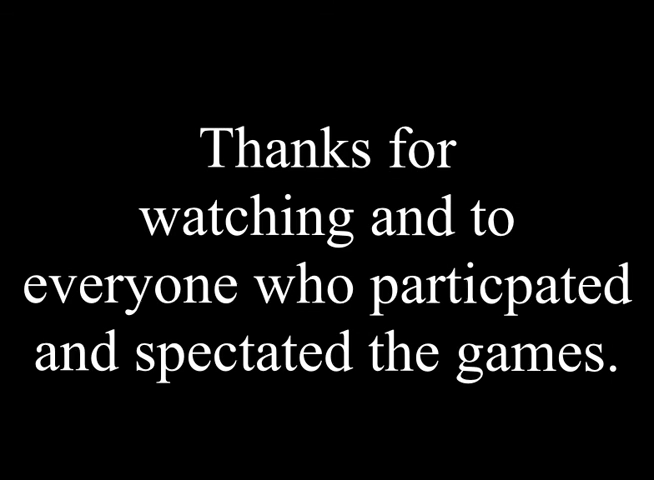 Thanks for
watching and to
everyone who particpated
and spectated the games.